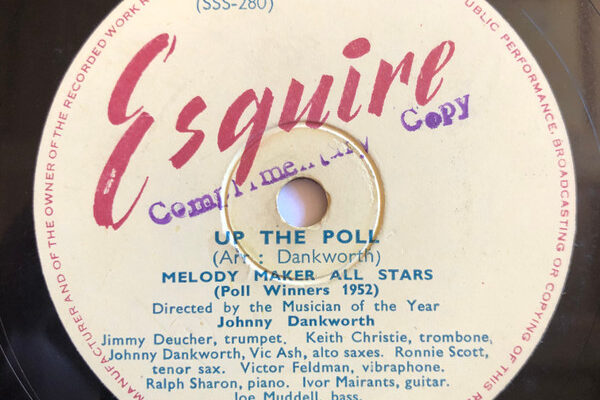 (SSS-280)
MANUFACTURER AND OF THE OWNER OF THE RECORDED WORK R
PUBLIC PERFORMANCE, BROADCASTING OR COPYING OF THIS R
Esquire
Complimentary Copy
UP THE POLL
(Arr : Dankworth)
MELODY MAKER ALL STARS
(Poll Winners 1952)
Directed by the Musician of the Year
Johnny Dankworth
Jimmy Deucher, trumpet. Keith Christie, trombone,
Johnny Dankworth, Vic Ash, alto saxes. Ronnie Scott,
tenor sax. Victor Feldman, vibraphone.
Ralph Sharon, piano. Ivor Mairants, guitar.
Joe Muddell, bass.